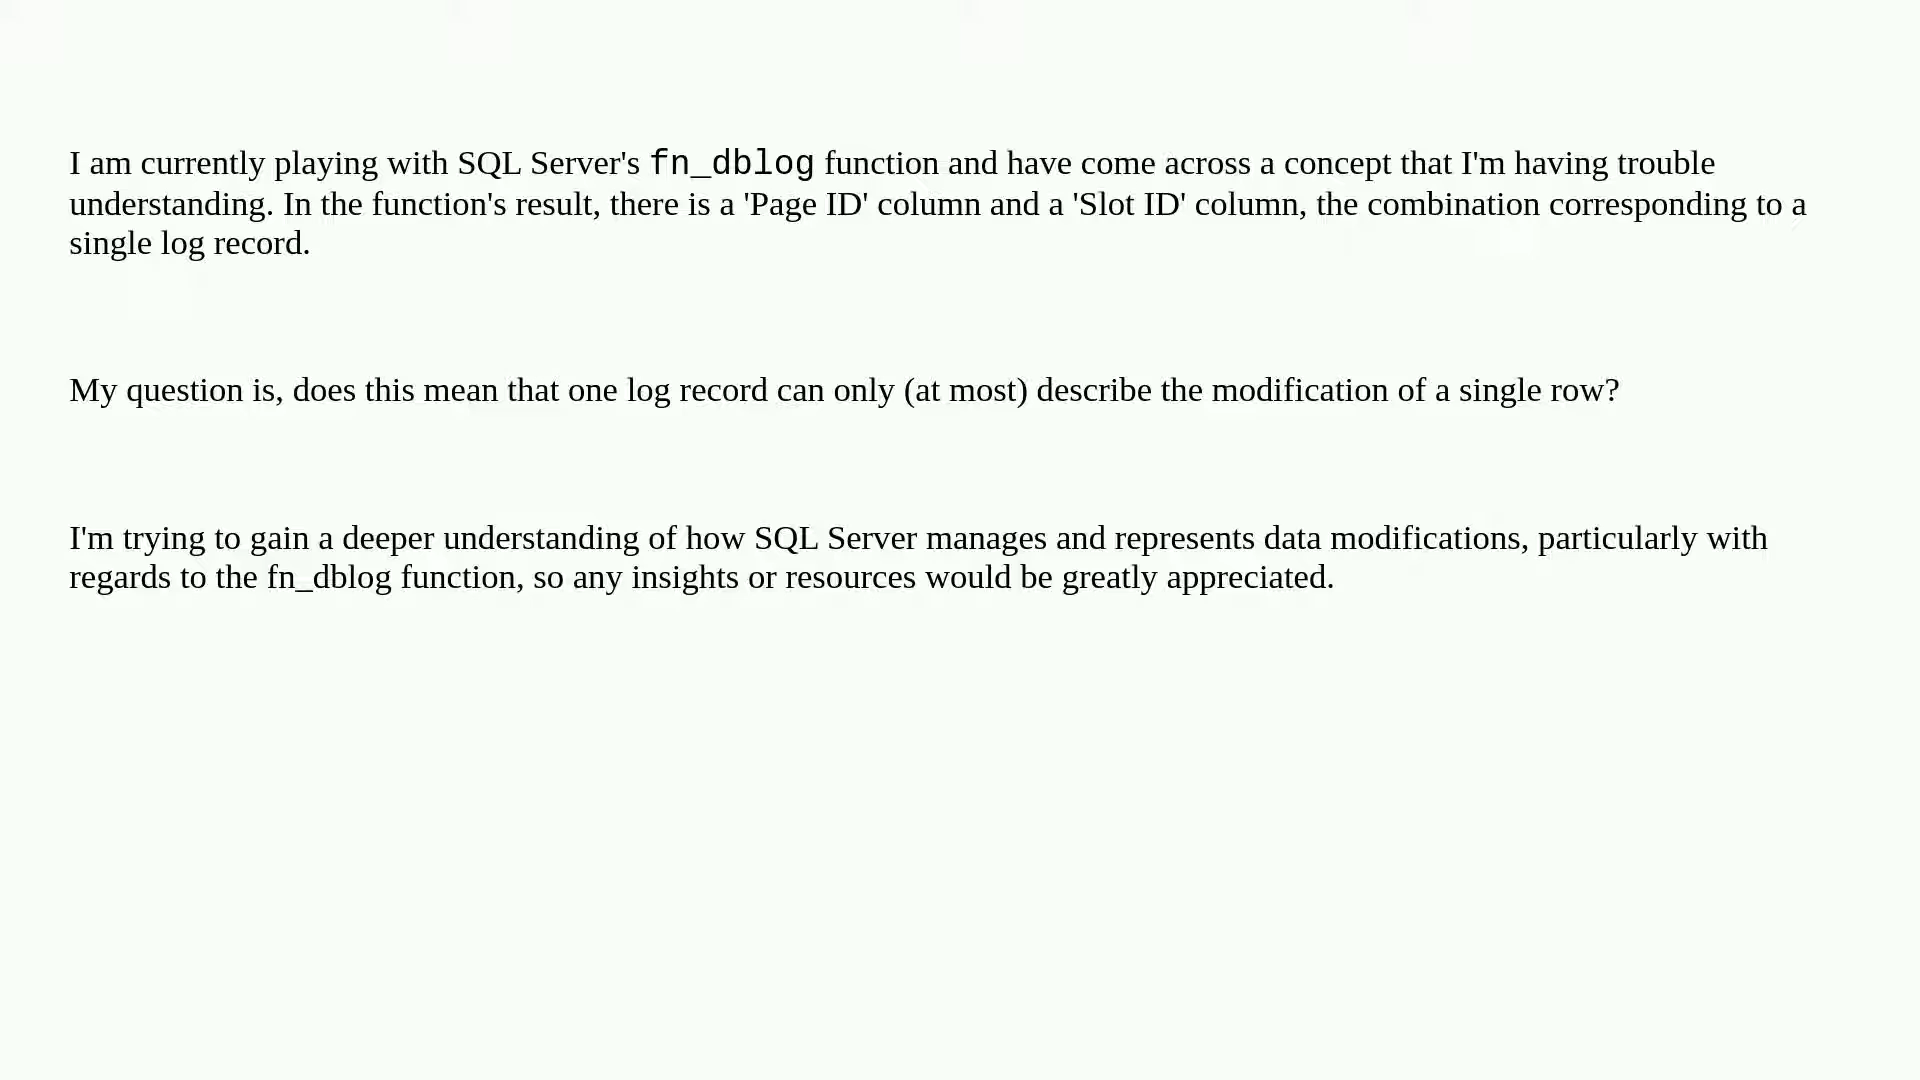 I am currently playing with SQL Server's fn_dblog function and have come across a concept that I'm having trouble
understanding. In the function's result, there is a 'Page ID' column and a 'Slot ID' column, the combination corresponding to a
single log record.
My question is, does this mean that one log record can only (at most) describe the modification of a single row?
I'm trying to gain a deeper understanding of how SQL Server manages and represents data modifications, particularly with
regards to the fn_dblog function, so any insights or resources would be greatly appreciated.